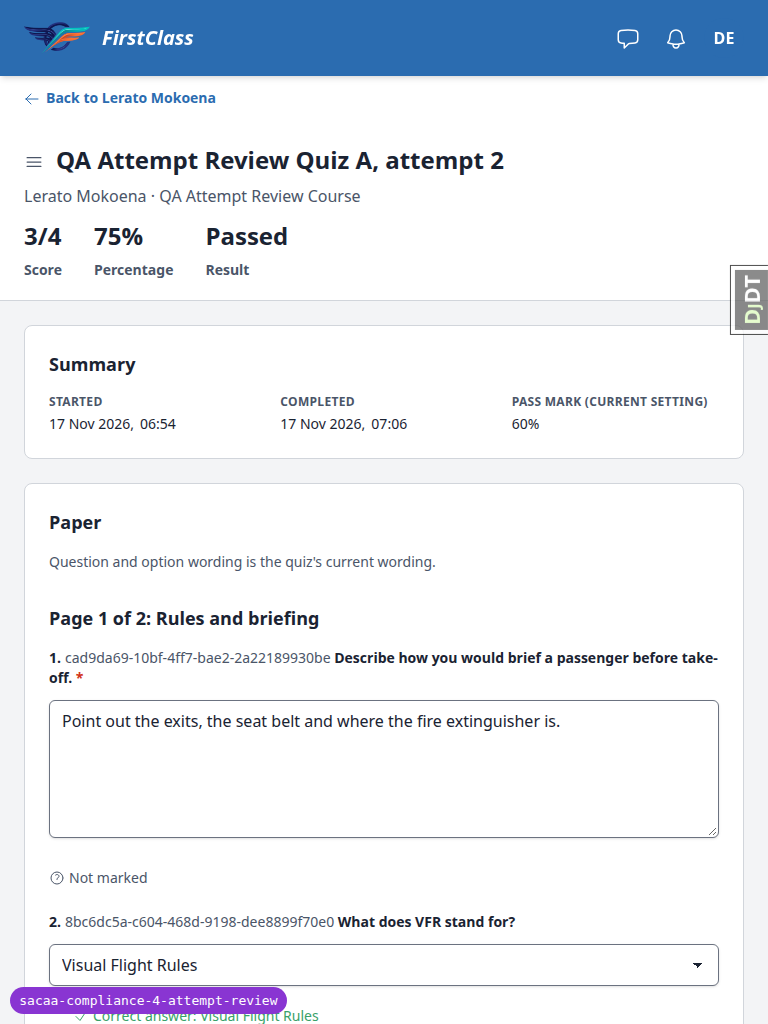 FirstClass
DE
Back to Lerato Mokoena
QA Attempt Review Quiz A, attempt 2
Lerato Mokoena · QA Attempt Review Course
3/4 75% Passed
Score Percentage Result
DjDT
Summary
STARTED COMPLETED PASS MARK (CURRENT SETTING)
17 Nov 2026, 06:54 17 Nov 2026, 07:06 60%
Paper
Question and option wording is the quiz's current wording.
Page 1 of 2: Rules and briefing
1. cad9da69-10bf-4ff7-bae2-2a22189930be Describe how you would brief a passenger before take-
off. *
Point out the exits, the seat belt and where the fire extinguisher is.
Not marked
2. 8bc6dc5a-c604-468d-9198-dee8899f70e0 What does VFR stand for?
Visual Flight Rules
sacaa-compliance-4-attempt-review
Correct answer: Visual Flight Rules